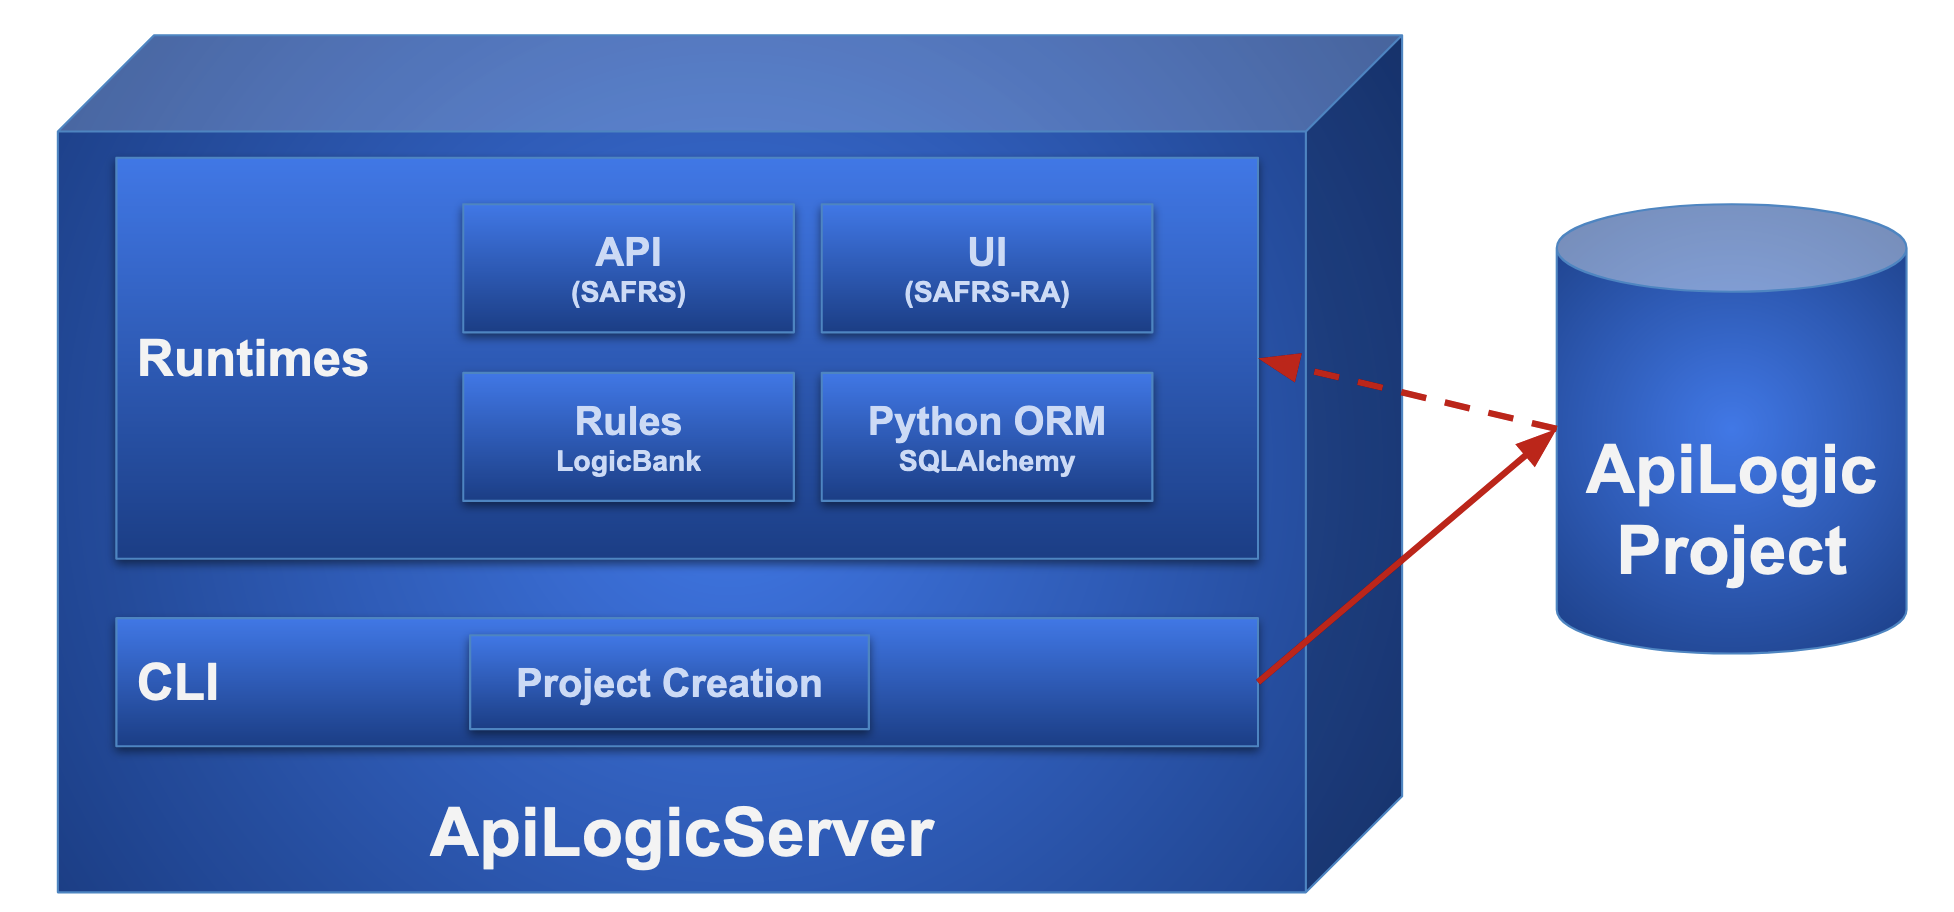 Runtimes
API
(SAFRS)
UI
(SAFRS-RA)
Rules
LogicBank
Python ORM
SQLAlchemy
CLI
Project Creation
ApiLogicServer
ApiLogic
Project